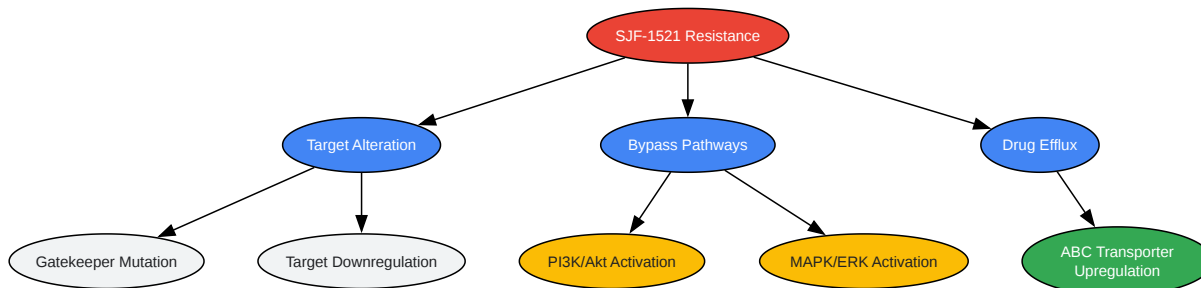 SJF-1521 Resistance
Target Alteration
Bypass Pathways
Drug Efflux
Gatekeeper Mutation
Target Downregulation
PI3K/Akt Activation
MAPK/ERK Activation
ABC Transporter
Upregulation